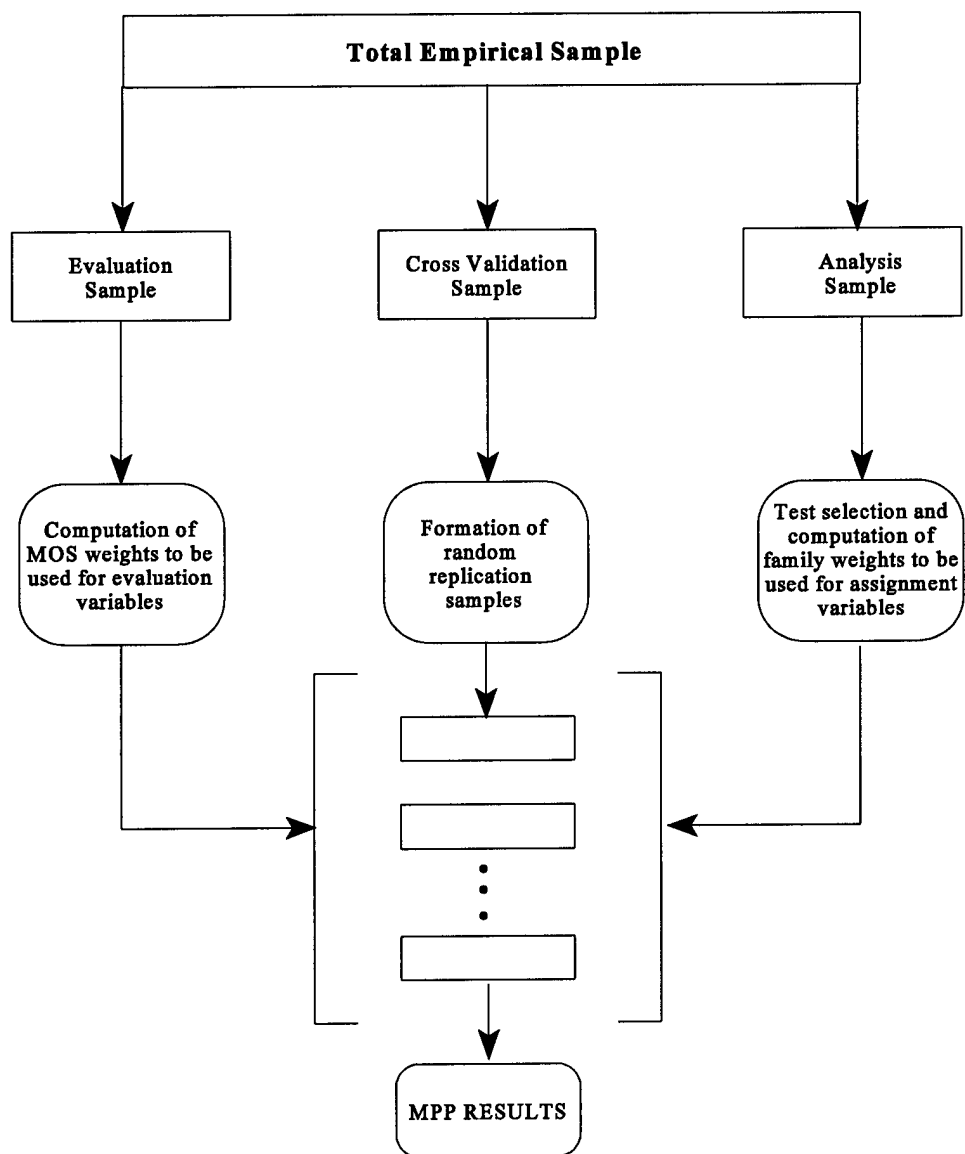 Total Empirical Sample
Evaluation
Sample
Cross Validation
Sample
Analysis
Sample
Computation of
MOS weights to be
used for evaluation
variables
Formation of
random
replication
samples
Test selection and
computation of
family weights to be
used for assignment
variables
MPP RESULTS